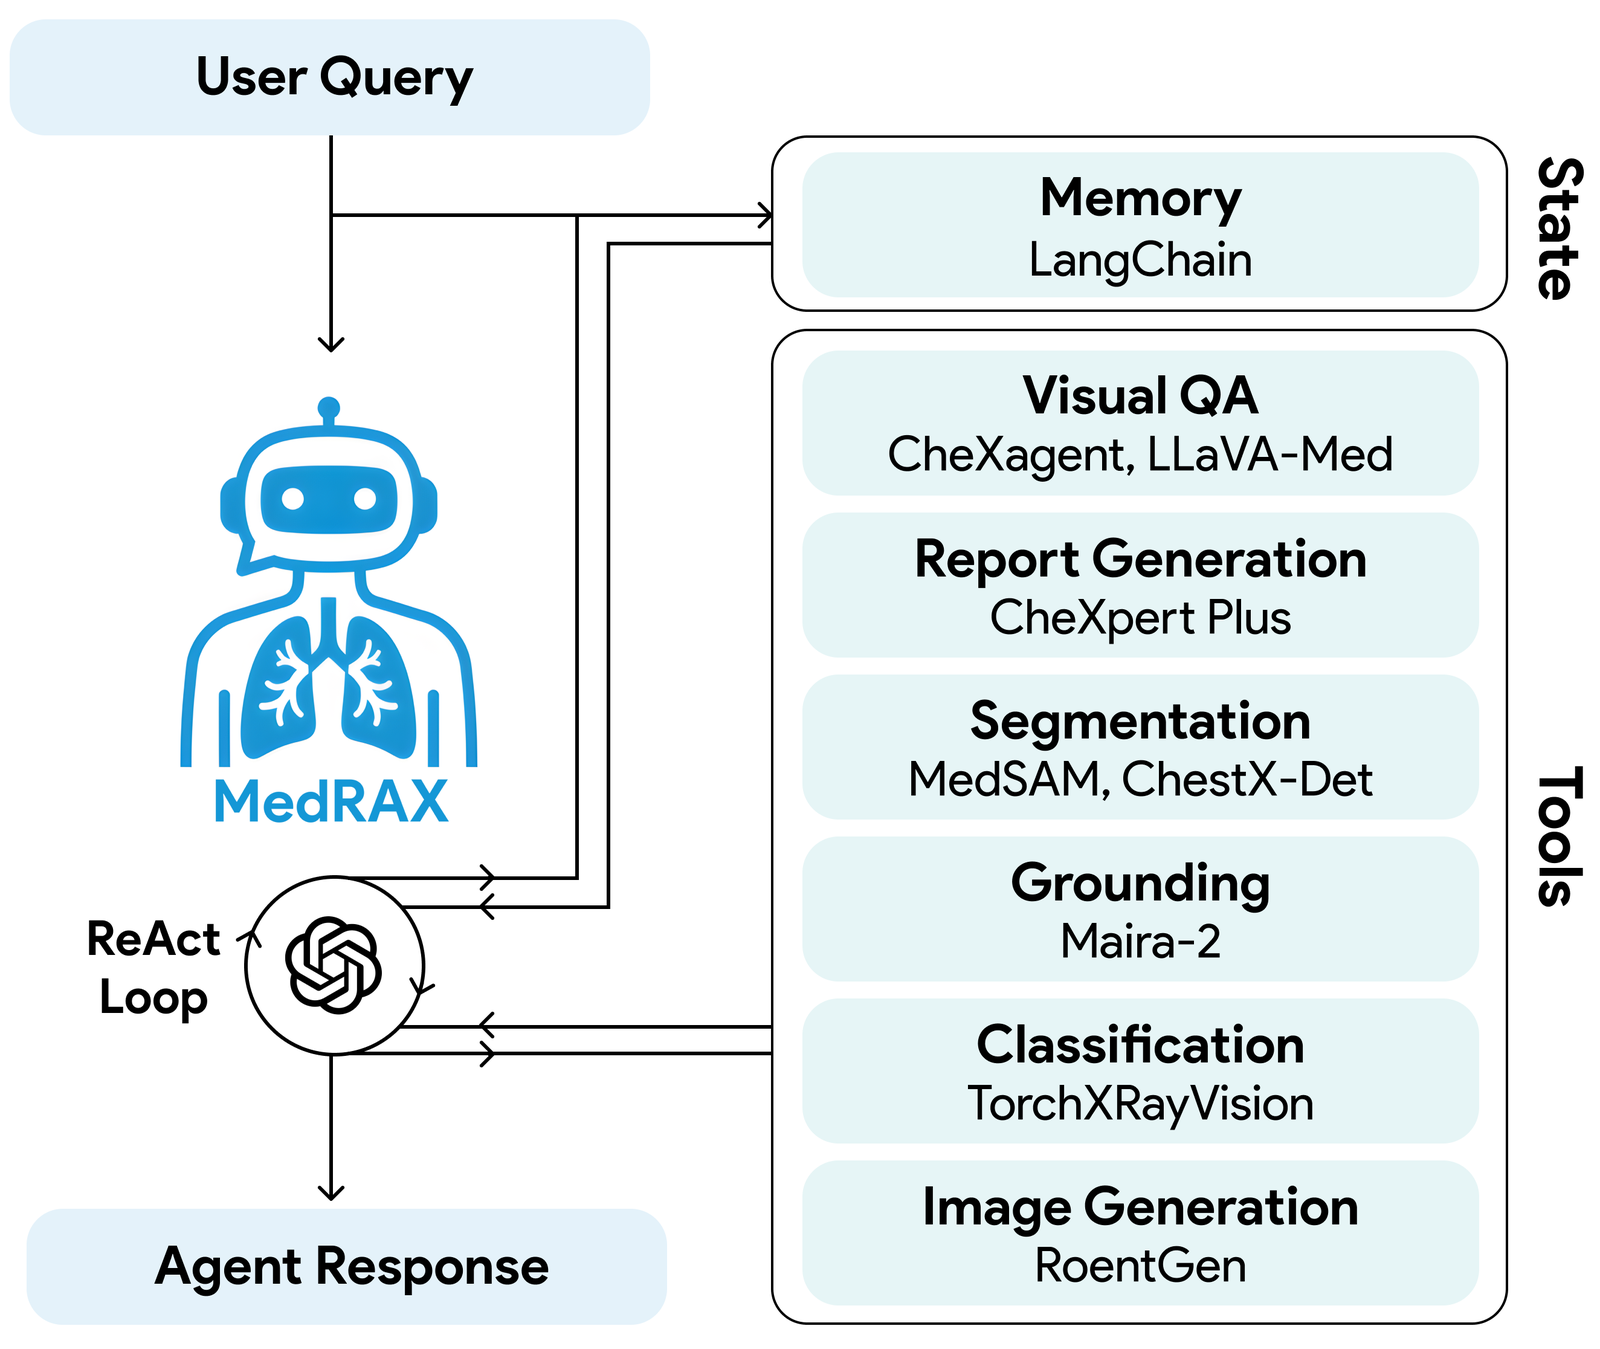 User Query
Memory
LangChain
State
Visual QA
CheXagent, LLaVA-Med
Report Generation
CheXpert Plus
Segmentation
MedSAM, ChestX-Det
Grounding
Maira-2
Classification
TorchXRayVision
Image Generation
RoentGen
Tools
MedRAX
ReAct
Loop
Agent Response